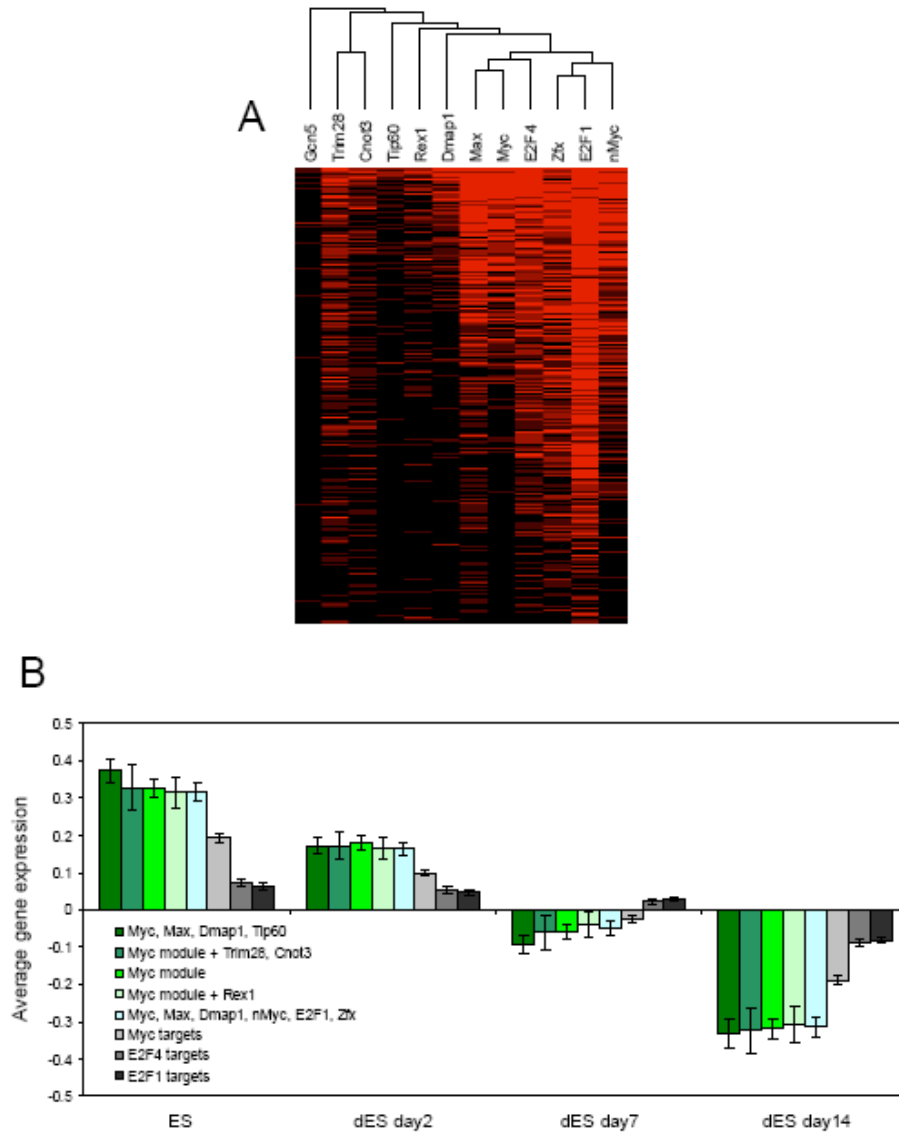 A
Gcn5
Trim28
Cnot3
Tip60
Rex1
Dmap1
Max
Myc
E2F4
Zfx
E2F1
nMyc
B
Average gene expression
0.5
0.4
0.3
0.2
0.1
0
-0.1
-0.2
-0.3
-0.4
-0.5
Myc, Max, Dmap1, Tip60
Myc module + Trim28, Cnot3
Myc module
Myc module + Rex1
Myc, Max, Dmap1, nMyc, E2F1, Zfx
Myc targets
E2F4 targets
E2F1 targets
ES
dES day2
dES day7
dES day14